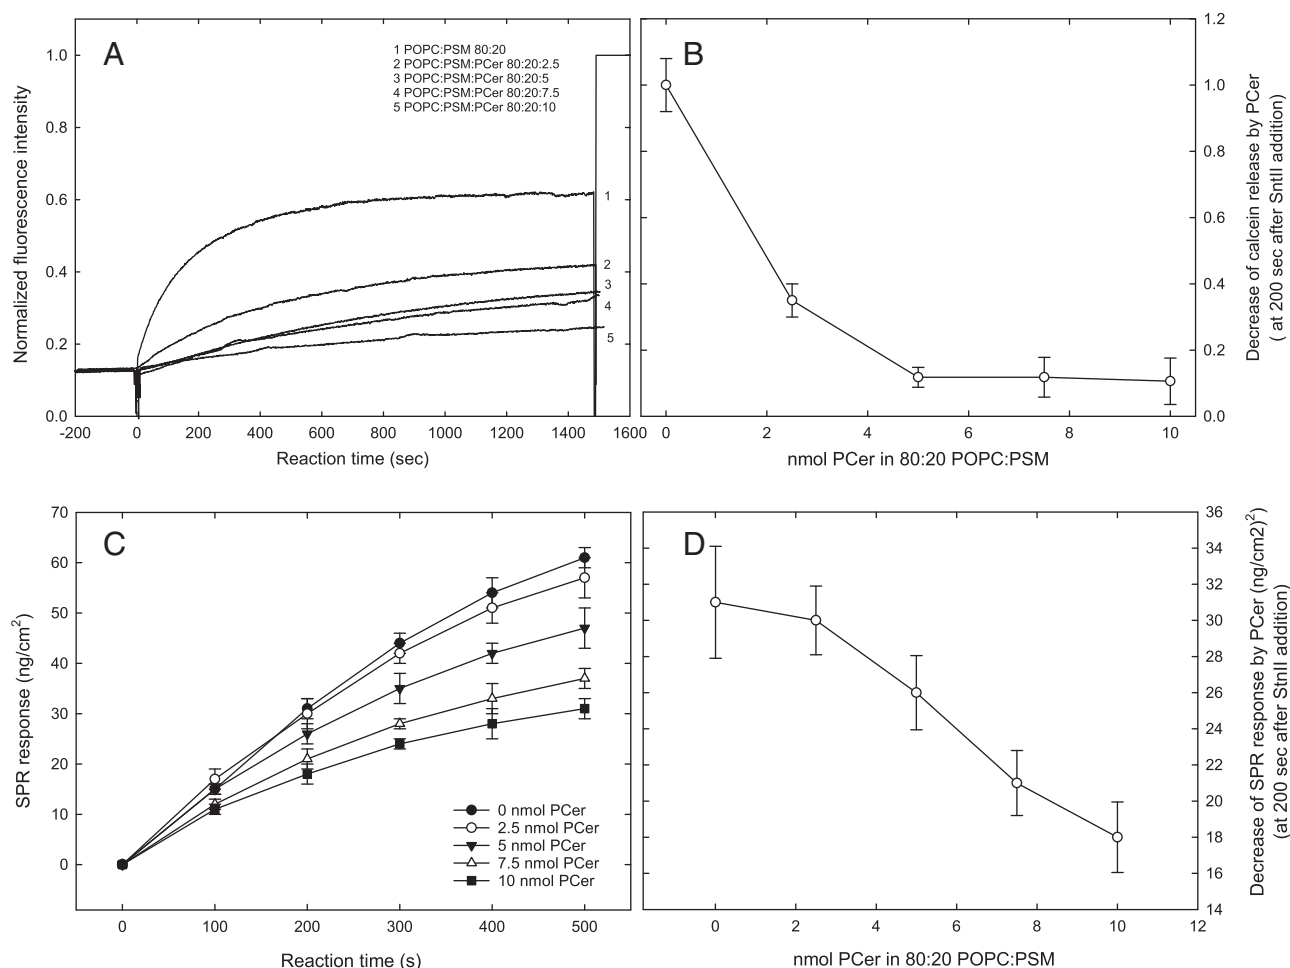 A
1 POPC:PSM 80:20
2 POPC:PSM:PCer 80:20:2.5
3 POPC:PSM:PCer 80:20:5
4 POPC:PSM:PCer 80:20:7.5
5 POPC:PSM:PCer 80:20:10
Normalized fluorescence intensity
1.0
0.8
0.6
0.4
0.2
0.0
1
2
3
4
5
-200 0 200 400 600 800 1000 1200 1400 1600
Reaction time (sec)
B
1.2
1.0
0.8
0.6
0.4
0.2
0.0
Decrease of calcein release by PCer
( at 200 sec after SntII addition)
0 2 4 6 8 10
nmol PCer in 80:20 POPC:PSM
C
SPR response (ng/cm²)
70
60
50
40
30
20
10
0
0 nmol PCer
2.5 nmol PCer
5 nmol PCer
7.5 nmol PCer
10 nmol PCer
0 100 200 300 400 500
Reaction time (s)
D
36
34
32
30
28
26
24
22
20
18
16
14
Decrease of SPR response by PCer (ng/cm2)²)
(at 200 sec after StnII addition)
0 2 4 6 8 10 12
nmol PCer in 80:20 POPC:PSM